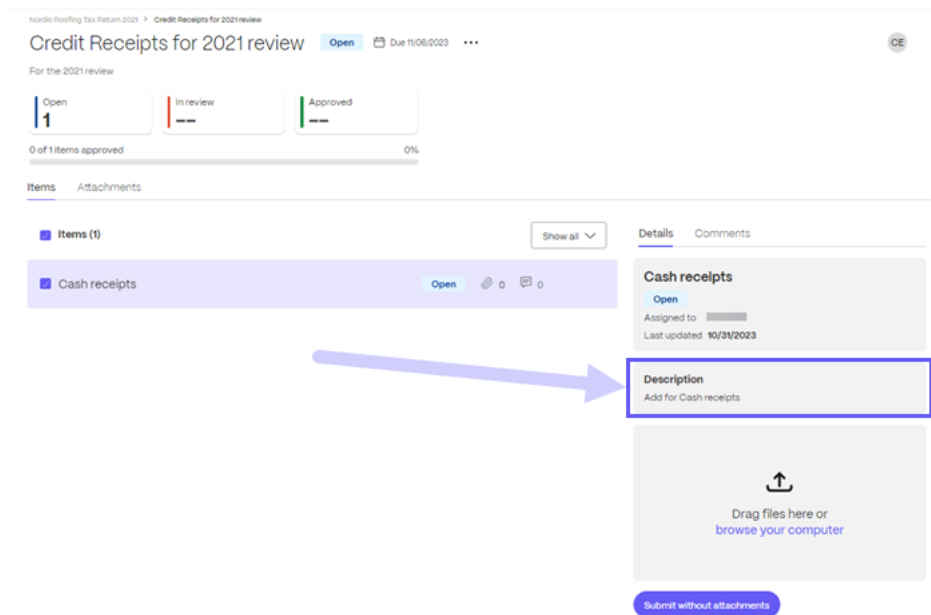 Nordic Roofing Tax Return 2021 > Credit Receipts for 2021 review
Credit Receipts for 2021 review Open Due 11/06/2023 •••
CE
For the 2021 review
Open In review Approved
1 -- --
0 of 1 items approved 0%
Items Attachments
Items (1) Show all
Cash receipts Open 0 0
Details Comments
Cash receipts
Open
Assigned to
Last updated 10/31/2023
Description
Add for Cash receipts
Drag files here or
browse your computer
Submit without attachments